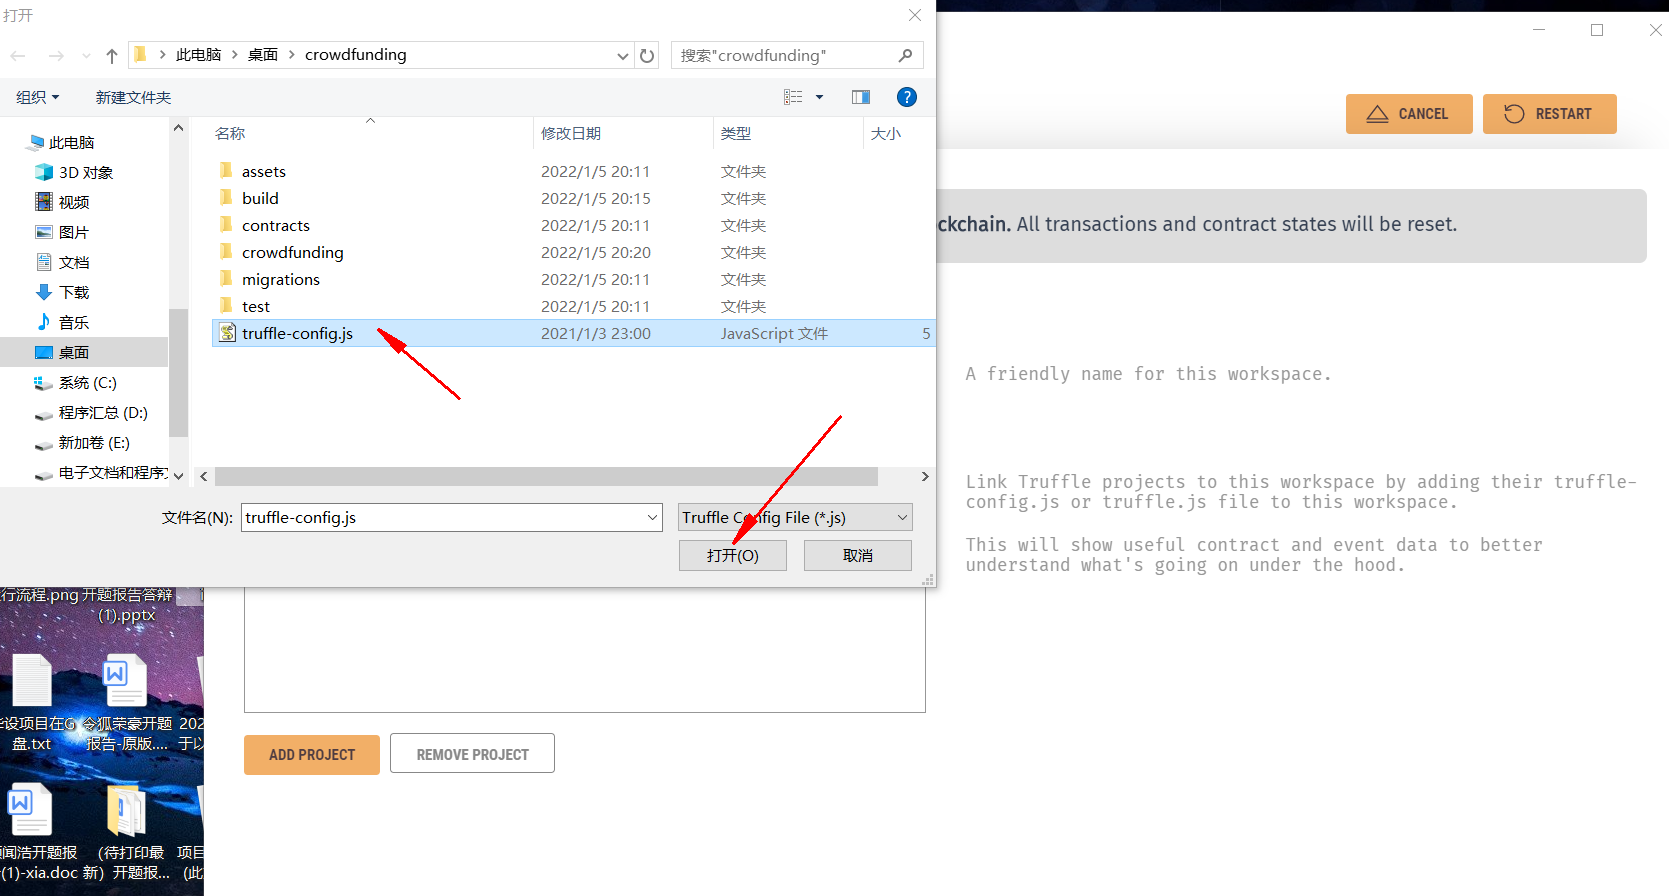 打开
此电脑 > 桌面 > crowdfunding
搜索"crowdfunding"
组织
新建文件夹
CANCEL
RESTART
名称 修改日期 类型 大小
此电脑
3D 对象
视频
图片
文档
下载
音乐
桌面
系统 (C:)
程序汇总 (D:)
新加卷 (E:)
电子文档和程序
assets 2022/1/5 20:11 文件夹
build 2022/1/5 20:15 文件夹
contracts 2022/1/5 20:11 文件夹
crowdfunding 2022/1/5 20:20 文件夹
migrations 2022/1/5 20:11 文件夹
test 2022/1/5 20:11 文件夹
truffle-config.js 2021/1/3 23:00 JavaScript 文件 5
文件名(N): truffle-config.js
Truffle Config File (*.js)
打开(O)
取消
ckchain. All transactions and contract states will be reset.
A friendly name for this workspace.
Link Truffle projects to this workspace by adding their truffle-
config.js or truffle.js file to this workspace.
This will show useful contract and event data to better
understand what's going on under the hood.
ADD PROJECT
REMOVE PROJECT
行流程.png
开题报告答辩
(1).pptx
设项目在G
盘.txt
令狐荣豪开题
报告-原版....
202
于以
闻浩开题报
(1)-xia.doc
(待打印最
新）开题报...
项目
(此